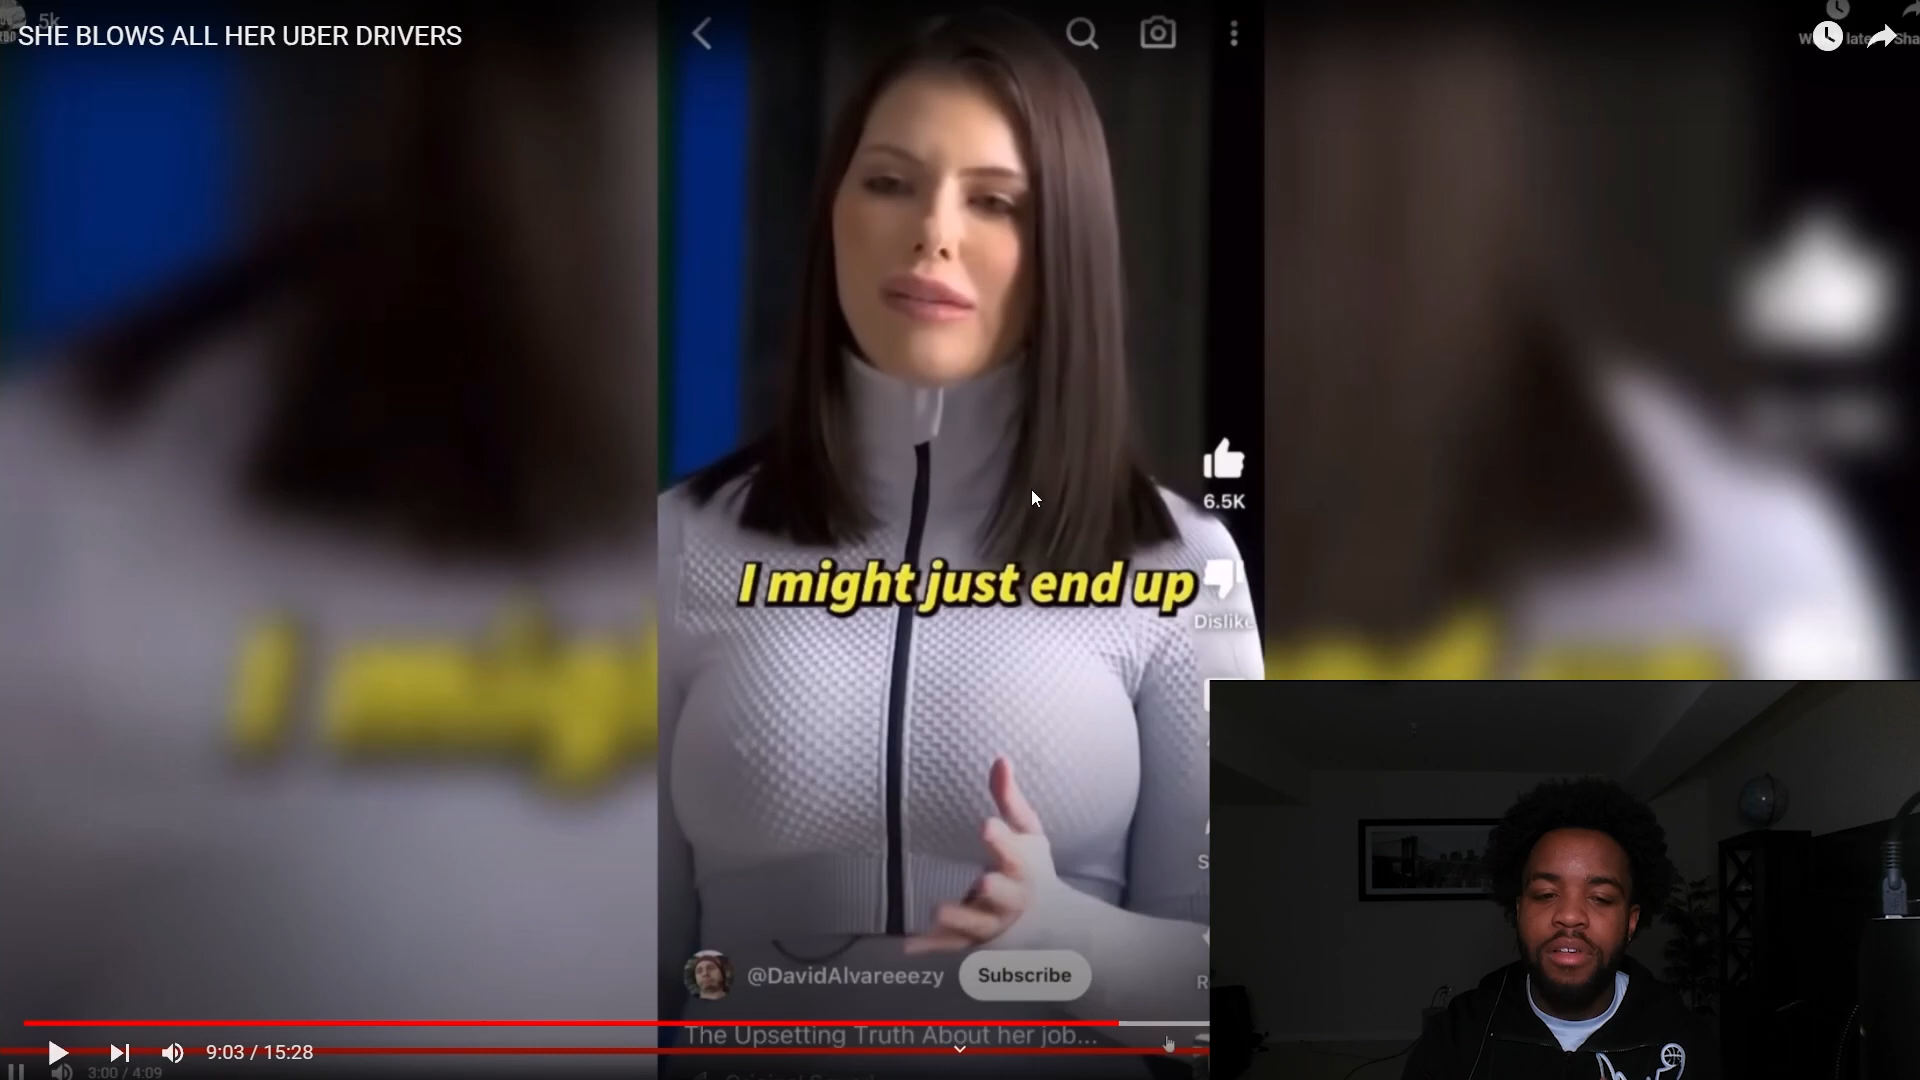 5k
SHE BLOWS ALL HER UBER DRIVERS
6.5K
I might just end up
Dislike
@DavidAlvareeezy
Subscribe
The Upsetting Truth About her job...
9:03 / 15:28
3:00 / 4:09